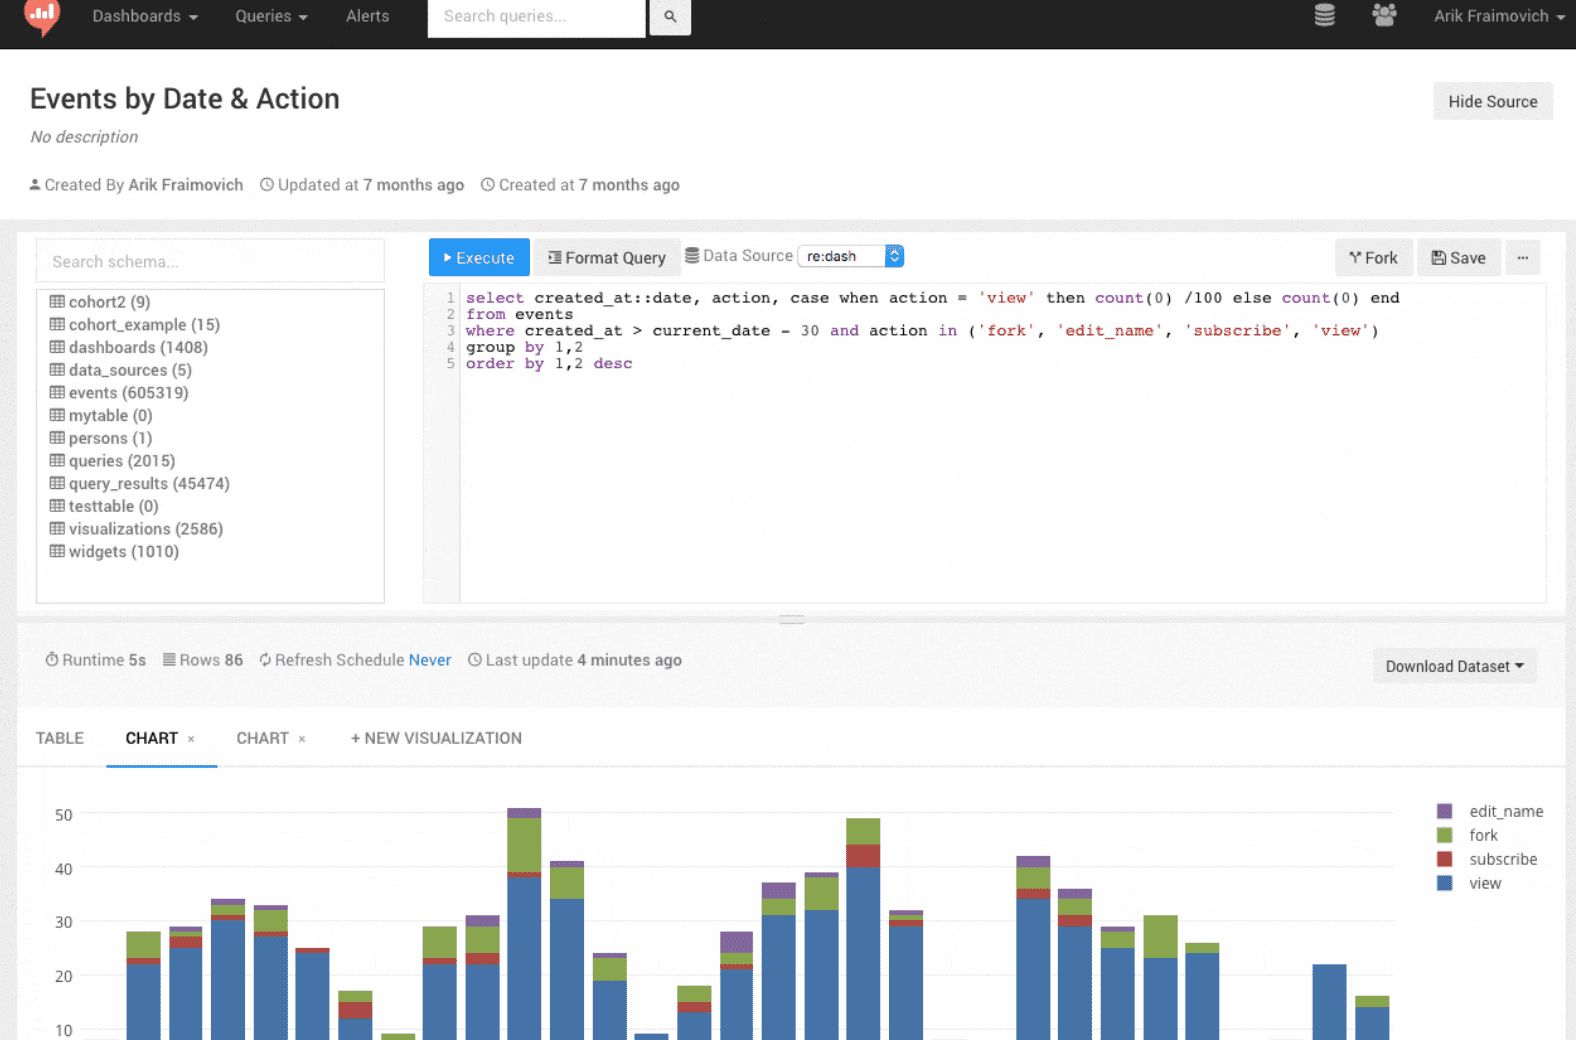 Dashboards Queries Alerts Search queries... Arik Fraimovich
Events by Date & Action
Hide Source
No description
Created By Arik Fraimovich Updated at 7 months ago Created at 7 months ago
Search schema...
cohort2 (9)
cohort_example (15)
dashboards (1408)
data_sources (5)
events (605319)
mytable (0)
persons (1)
queries (2015)
query_results (45474)
testtable (0)
visualizations (2586)
widgets (1010)
Execute Format Query Data Source re:dash Fork Save ...
1 select created_at::date, action, case when action = 'view' then count(0) /100 else count(0) end
2 from events
3 where created_at > current_date - 30 and action in ('fork', 'edit_name', 'subscribe', 'view')
4 group by 1,2
5 order by 1,2 desc
Runtime 5s Rows 86 Refresh Schedule Never Last update 4 minutes ago
Download Dataset
TABLE CHART × CHART × + NEW VISUALIZATION
50
40
30
20
10
edit_name
fork
subscribe
view